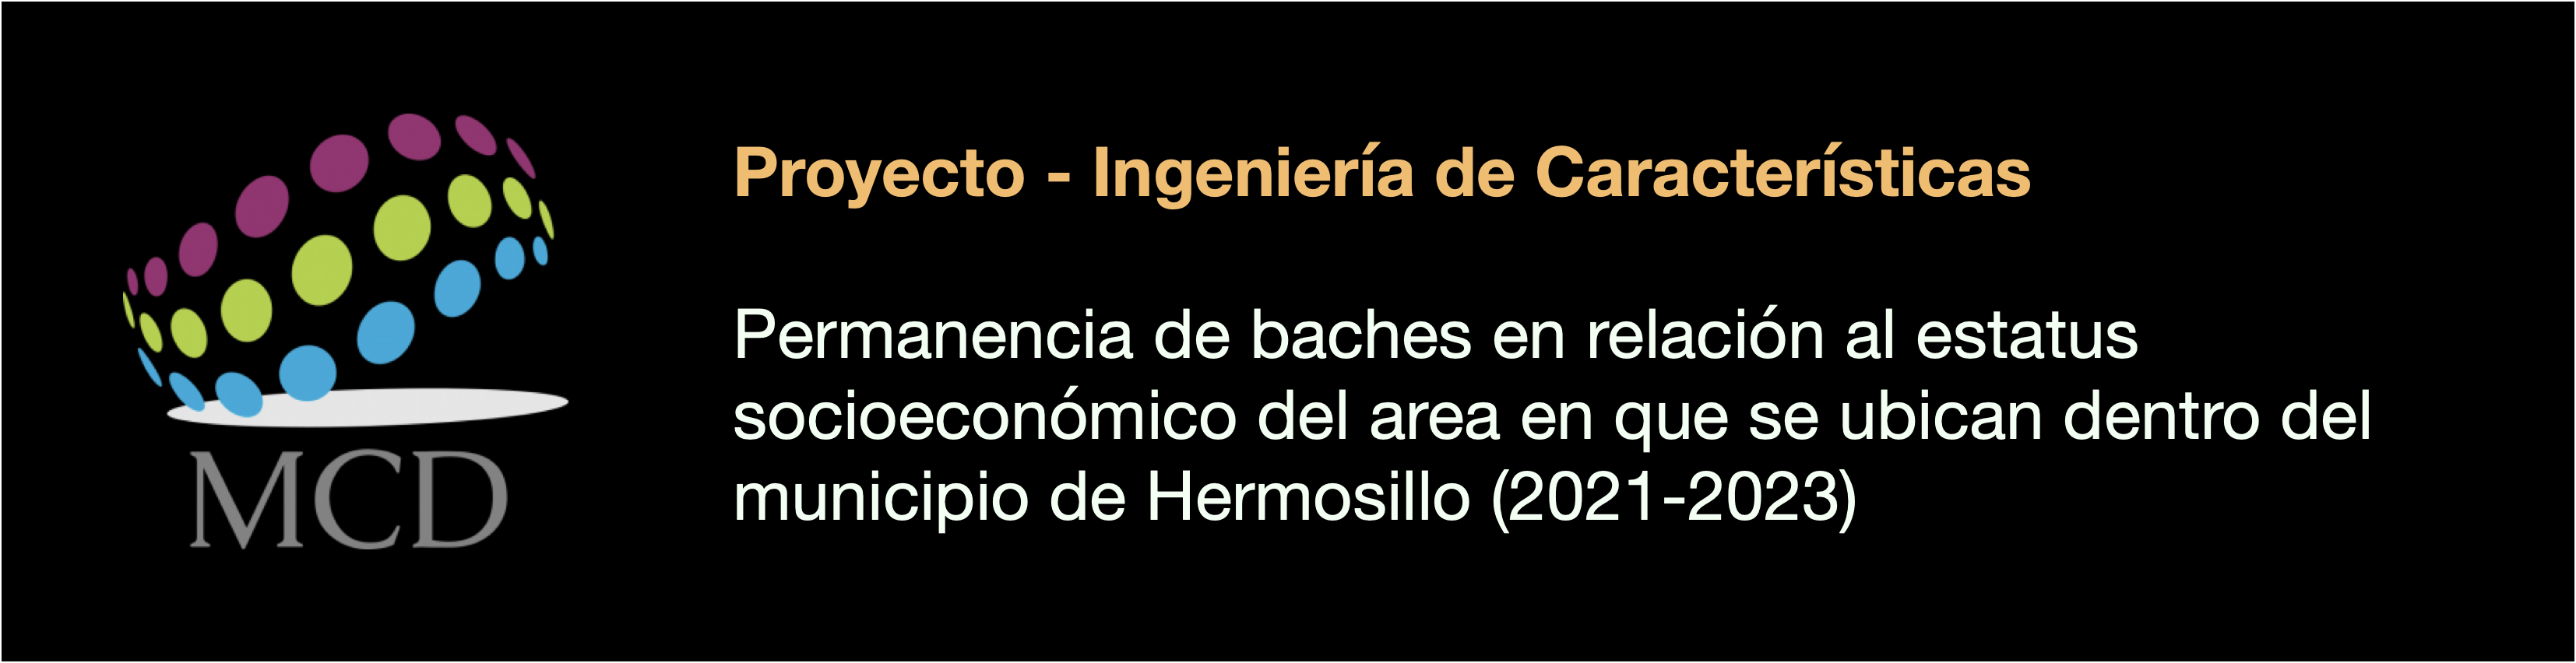 Proyecto - Ingeniería de Características
Permanencia de baches en relación al estatus
socioeconómico del area en que se ubican dentro del
municipio de Hermosillo (2021-2023)
MCD